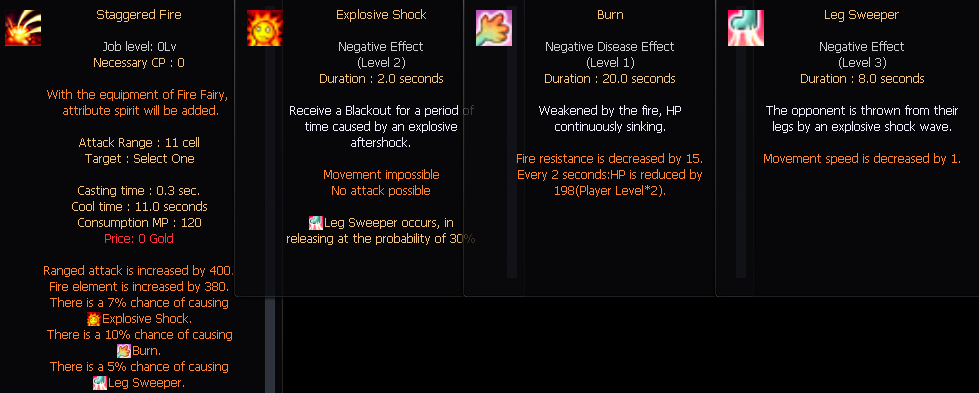 Staggered Fire
Job level: 0Lv
Necessary CP : 0
With the equipment of Fire Fairy,
attribute spirit will be added.
Attack Range : 11 cell
Target : Select One
Casting time : 0.3 sec.
Cool time : 11.0 seconds
Consumption MP : 120
Price: 0 Gold
Ranged attack is increased by 400.
Fire element is increased by 380.
There is a 7% chance of causing
Explosive Shock.
There is a 10% chance of causing
Burn.
There is a 5% chance of causing
Leg Sweeper.
Explosive Shock
Negative Effect
(Level 2)
Duration : 2.0 seconds
Receive a Blackout for a period of
time caused by an explosive
aftershock.
Movement impossible
No attack possible
Leg Sweeper occurs, in
releasing at the probability of 30%
Burn
Negative Disease Effect
(Level 1)
Duration : 20.0 seconds
Weakened by the fire, HP
continuously sinking.
Fire resistance is decreased by 15.
Every 2 seconds:HP is reduced by
198(Player Level*2).
Leg Sweeper
Negative Effect
(Level 3)
Duration : 8.0 seconds
The opponent is thrown from their
legs by an explosive shock wave.
Movement speed is decreased by 1.